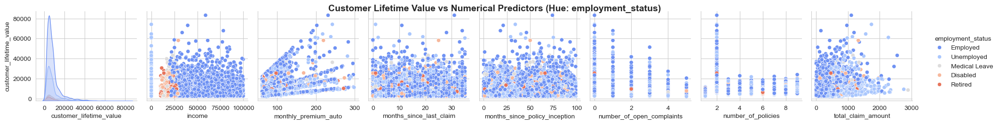 Customer Lifetime Value vs Numerical Predictors (Hue: employment_status)
customer_lifetime_value
80000
60000
40000
20000
0
0 20000 40000 60000 80000
customer_lifetime_value
0 25000 50000 75000 100000
income
100 200 300
monthly_premium_auto
0 10 20 30
months_since_last_claim
0 25 50 75 100
months_since_policy_inception
0 2 4
number_of_open_complaints
2 4 6 8
number_of_policies
0 1000 2000 3000
total_claim_amount
employment_status
Employed
Unemployed
Medical Leave
Disabled
Retired